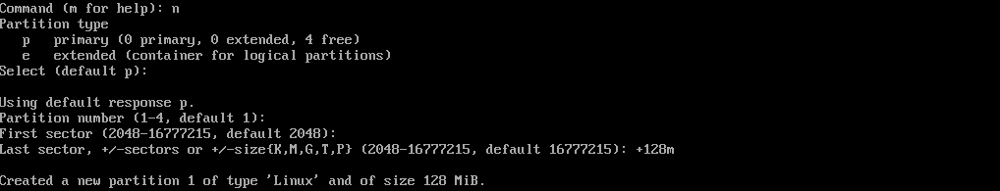 Command (m for help): n
Partition type
   p   primary (0 primary, 0 extended, 4 free)
   e   extended (container for logical partitions)
Select (default p):

Using default response p.
Partition number (1-4, default 1):
First sector (2048-16777215, default 2048):
Last sector, +/-sectors or +/-size{K,M,G,T,P} (2048-16777215, default 16777215): +128m

Created a new partition 1 of type 'Linux' and of size 128 MiB.